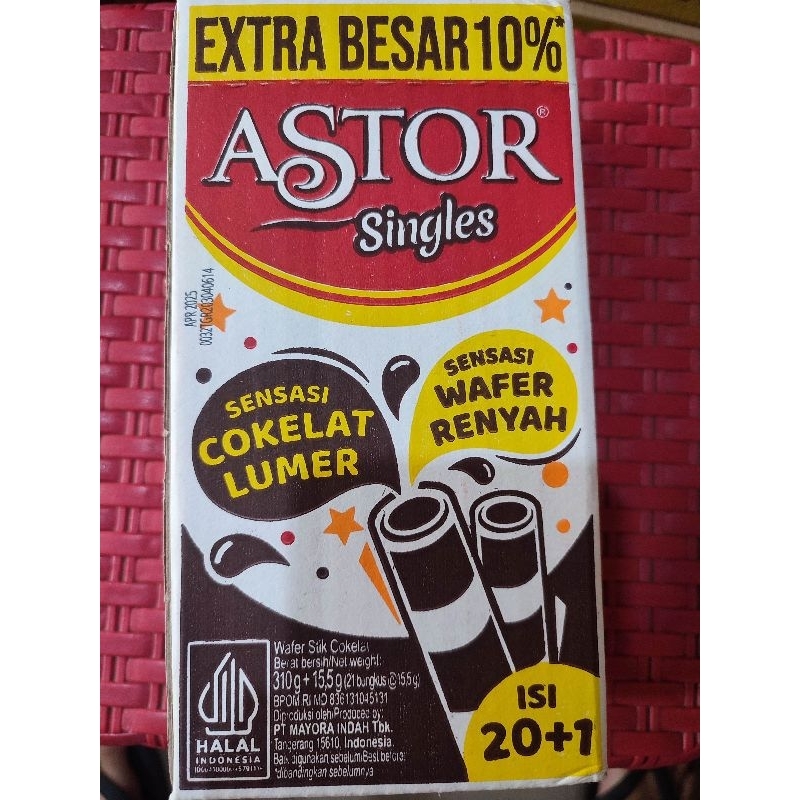 EXTRA BESAR 10%*
ASTOR®
Singles
APR 2025
SENSASI
COKELAT
LUMER
SENSASI
WAFER
RENYAH
Wafer Stik Cokelat
Berat bersih/Net weight:
310 g + 15,5 g (21 bungkus @15,5 g)
BPOM RI MD 836131045131
Diproduksi oleh/Produced by:
PT MAYORA INDAH Tbk.
Tangerang 15610, Indonesia.
Baik digunakan sebelum/Best before:
*dibandingkan sebelumnya
HALAL
INDONESIA
ISI
20+1